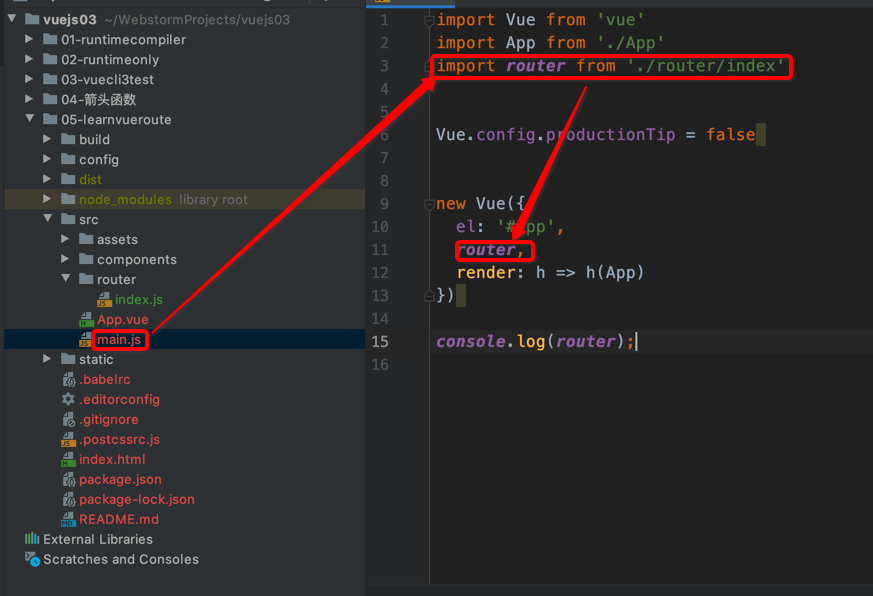 vuejs03 ~/WebstormProjects/vuejs03
01-runtimecompiler
02-runtimeonly
03-vuecli3test
04-箭头函数
05-learnvueroute
build
config
dist
node_modules library root
src
assets
components
router
index.js
App.vue
main.js
static
.babelrc
.editorconfig
.gitignore
.postcssrc.js
index.html
package.json
package-lock.json
README.md
External Libraries
Scratches and Consoles
1 import Vue from 'vue'
2 import App from './App'
3 import router from './router/index'
4
5
6 Vue.config.productionTip = false
7
8
9 new Vue({
10 el: '#app',
11 router,
12 render: h => h(App)
13 })
14
15 console.log(router);
16